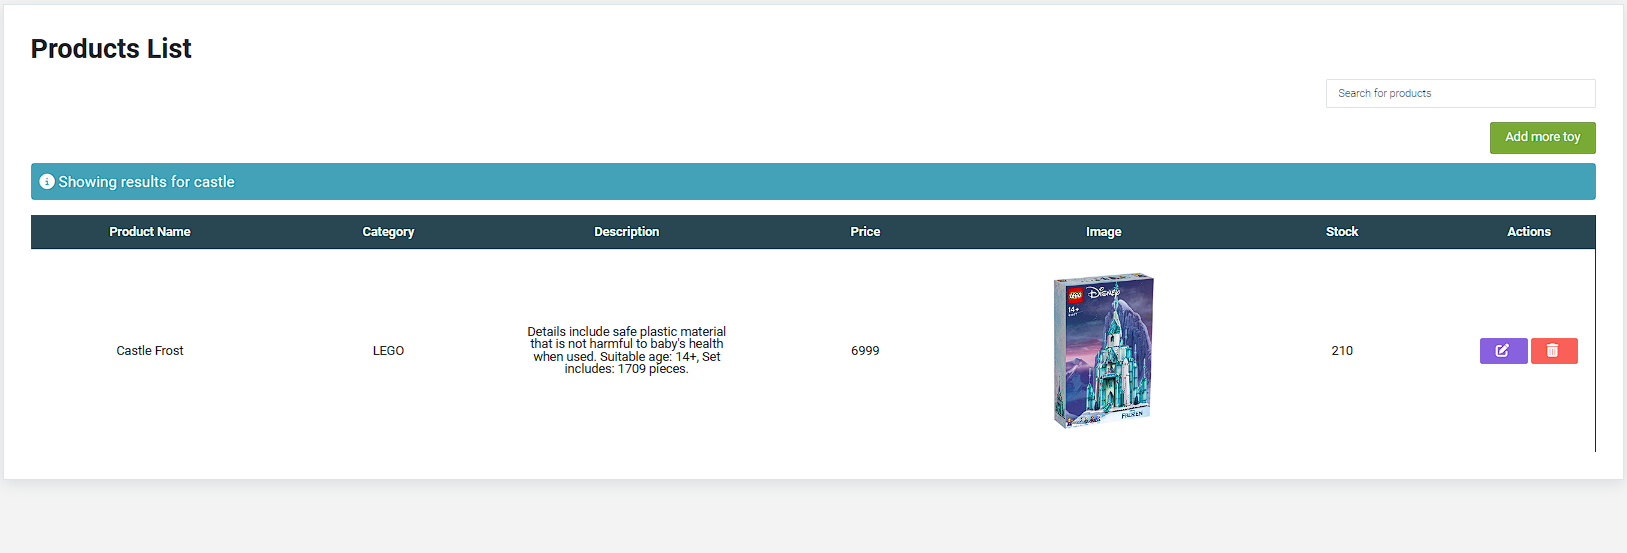 Products List
Search for products
Add more toy
Showing results for castle
Product Name Category Description Price Image Stock Actions
Castle Frost
LEGO
Details include safe plastic material
that is not harmful to baby's health
when used. Suitable age: 14+, Set
includes: 1709 pieces.
6999
LEGO Disney
14+
FROZEN
210